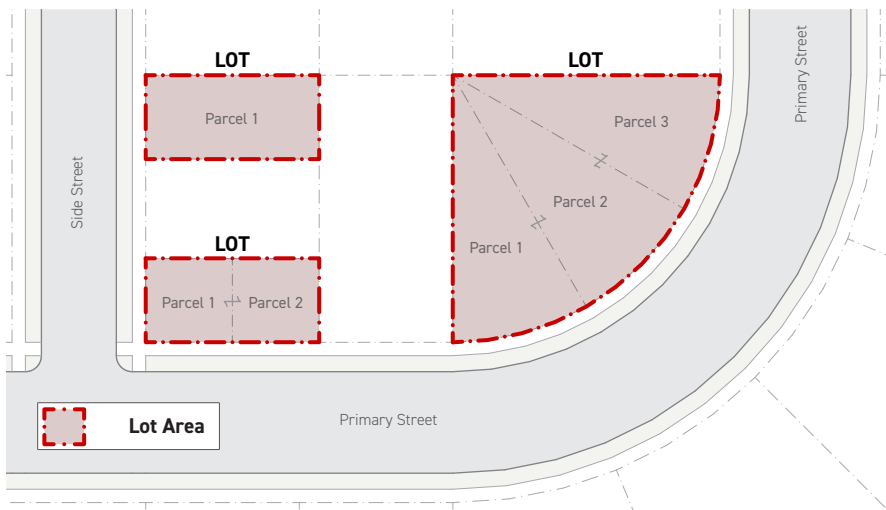 LOT
LOT
Primary Street
Parcel 1
Parcel 3
Side Street
Parcel 2
LOT
Parcel 1
Parcel 1
Parcel 2
Primary Street
Lot Area